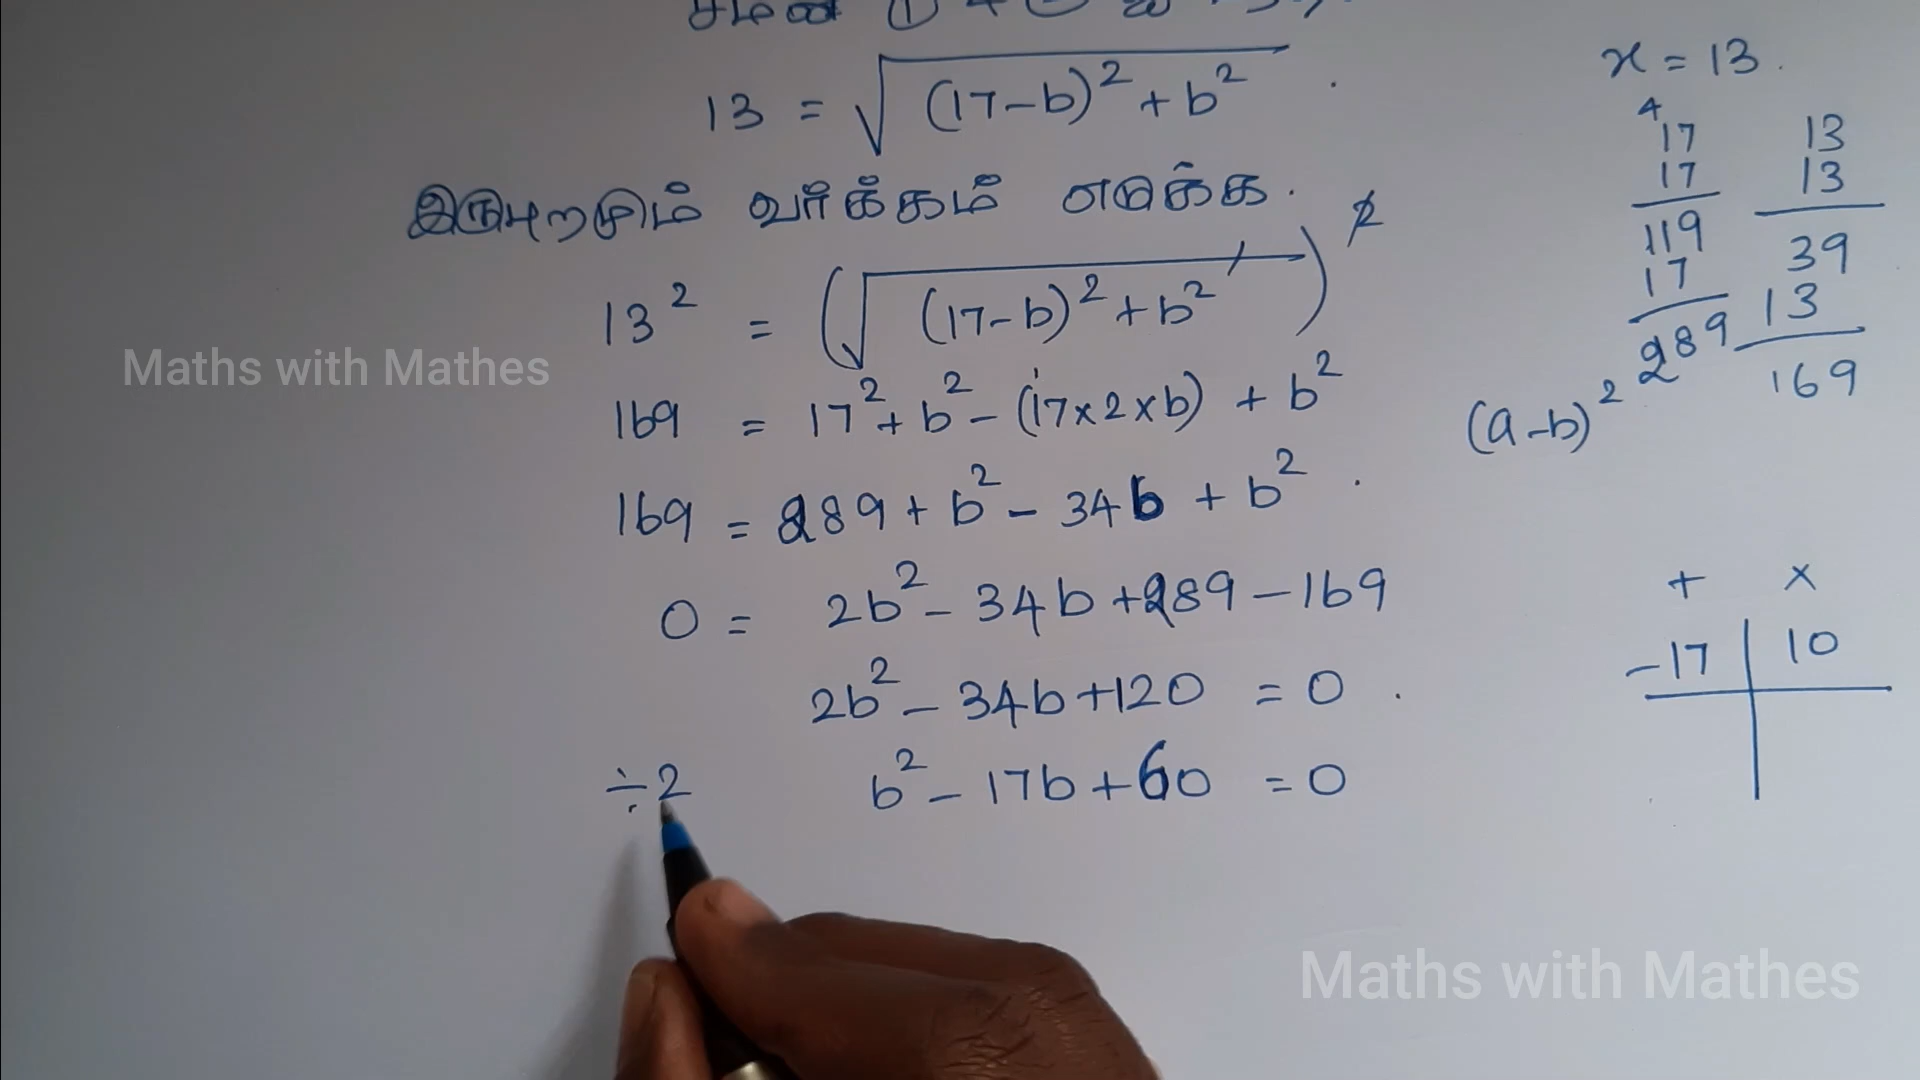 13 = √(17-b)² + b² .
இருபுறமும் வர்க்கம் எடுக்க.
13² = (√(17-b)² + b²)²
169 = 17² + b² - (17×2×b) + b²
169 = 289 + b² - 34b + b² .
0 = 2b² - 34b + 289 - 169
2b² - 34b + 120 = 0 .
÷2 b² - 17b + 60 = 0
x = 13 .
4
17
17
119
17
289
13
13
39
13
169
(a-b)²
+ ×
-17 | 10
Maths with Mathes
Maths with Mathes